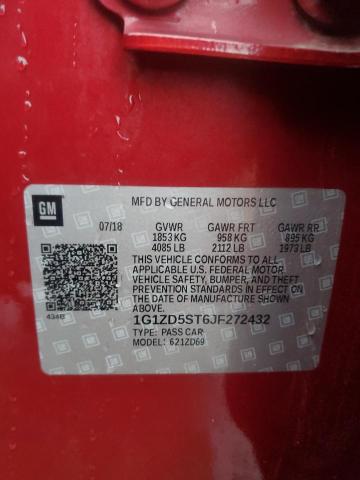 GM
MFD BY GENERAL MOTORS LLC
07/18 GVWR GAWR FRT GAWR RR
1853 KG 958 KG 895 KG
4085 LB 2112 LB 1973 LB
THIS VEHICLE CONFORMS TO ALL
APPLICABLE U.S. FEDERAL MOTOR
VEHICLE SAFETY, BUMPER, AND THEFT
PREVENTION STANDARDS IN EFFECT ON THE
DATE OF MANUFACTURE SHOWN
ABOVE.
434B
1G1ZD5ST6JF272432
TYPE: PASS CAR
MODEL: 621ZD69